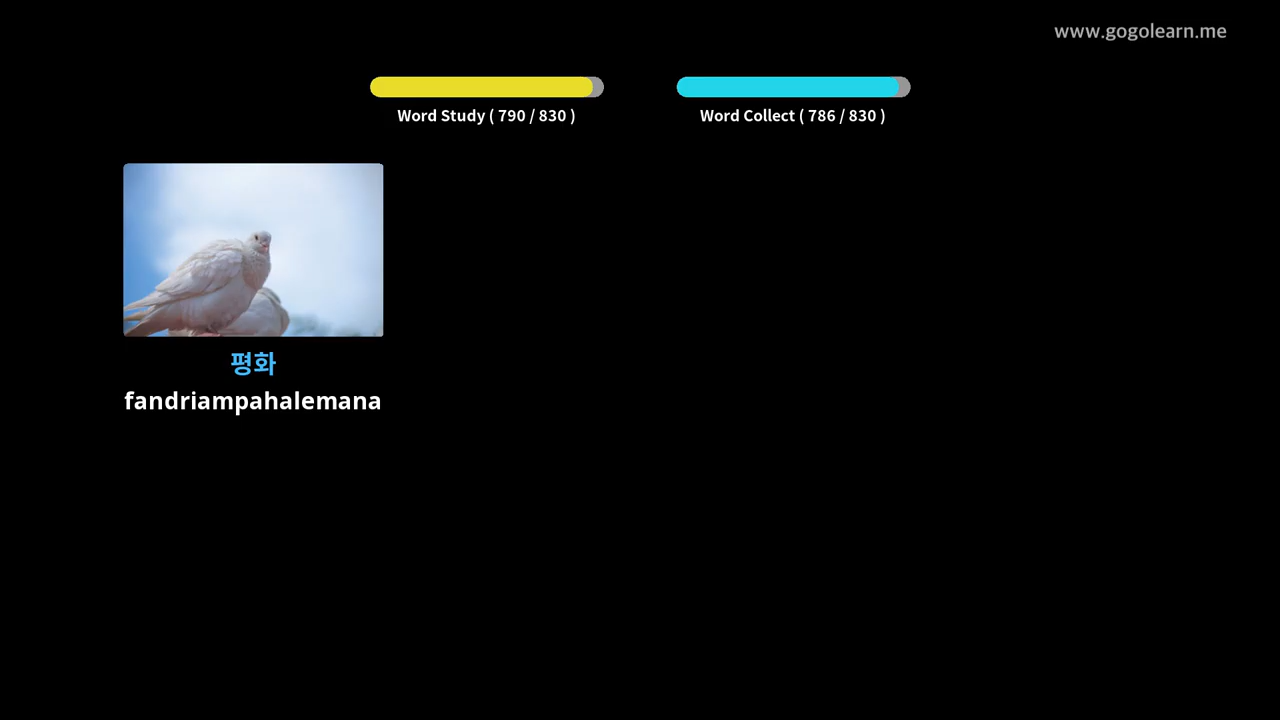 www.gogolearn.me
Word Study ( 790 / 830 )
Word Collect ( 786 / 830 )
평화
fandriampahalemana